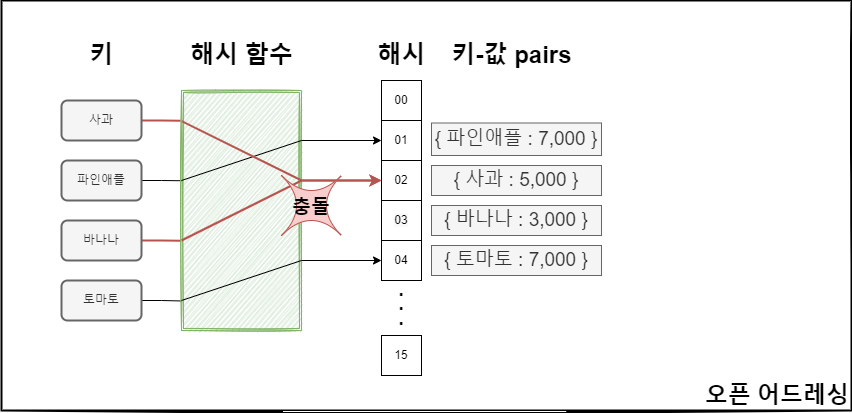 키 해시 함수 해시 키-값 pairs
사과
파인애플
바나나
토마토
충돌
00
01
02
03
04
15
{ 파인애플 : 7,000 }
{ 사과 : 5,000 }
{ 바나나 : 3,000 }
{ 토마토 : 7,000 }
오픈 어드레싱